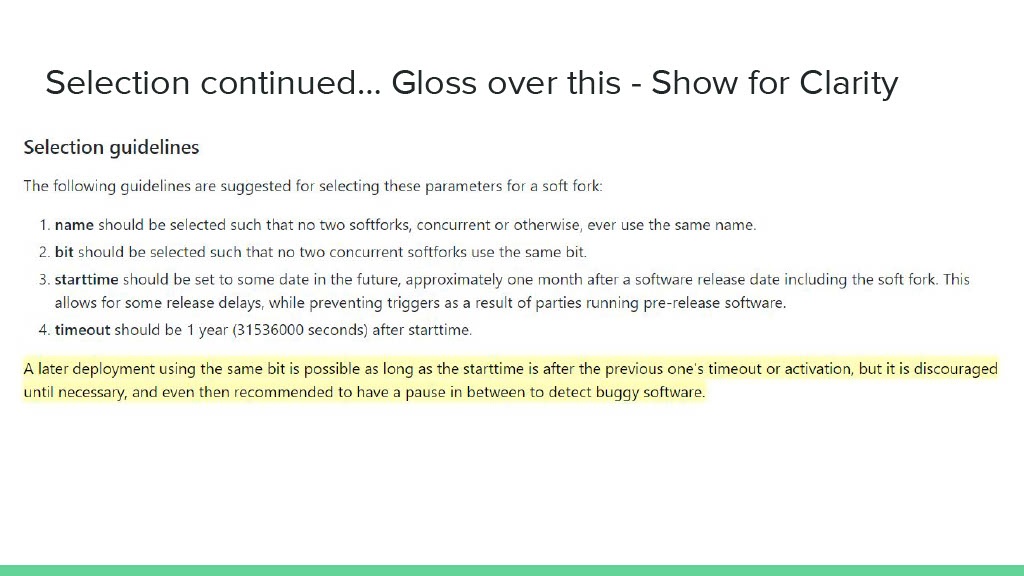 Selection continued... Gloss over this - Show for Clarity
Selection guidelines
The following guidelines are suggested for selecting these parameters for a soft fork:
1. name should be selected such that no two softforks, concurrent or otherwise, ever use the same name.
2. bit should be selected such that no two concurrent softforks use the same bit.
3. starttime should be set to some date in the future, approximately one month after a software release date including the soft fork. This
allows for some release delays, while preventing triggers as a result of parties running pre-release software.
4. timeout should be 1 year (31536000 seconds) after starttime.
A later deployment using the same bit is possible as long as the starttime is after the previous one's timeout or activation, but it is discouraged
until necessary, and even then recommended to have a pause in between to detect buggy software.